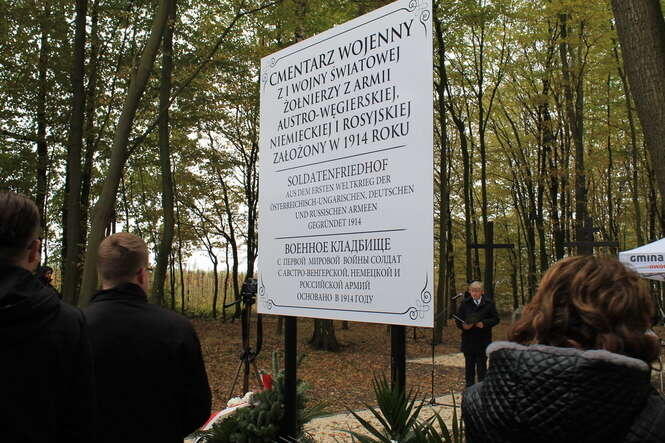 CMENTARZ WOJENNY
Z I WOJNY ŚWIATOWEJ
ŻOŁNIERZY Z ARMII
AUSTRO-WĘGIERSKIEJ,
NIEMIECKIEJ I ROSYJSKIEJ
ZAŁOŻONY W 1914 ROKU
SOLDATENFRIEDHOF
AUS DEM ERSTEN WELTKRIEG DER
ÖSTERREICHISCH-UNGARISCHEN, DEUTSCHEN
UND RUSSISCHEN ARMEEN
GEGRÜNDET 1914
ВОЕННОЕ КЛАДБИЩЕ
С ПЕРВОЙ МИРОВОЙ ВОЙНЫ СОЛДАТ
С АВСТРО-ВЕНГЕРСКОЙ, НЕМЕЦКОЙ И
РОССИЙСКОЙ АРМИЙ
ОСНОВАНО В 1914 ГОДУ
GMINA